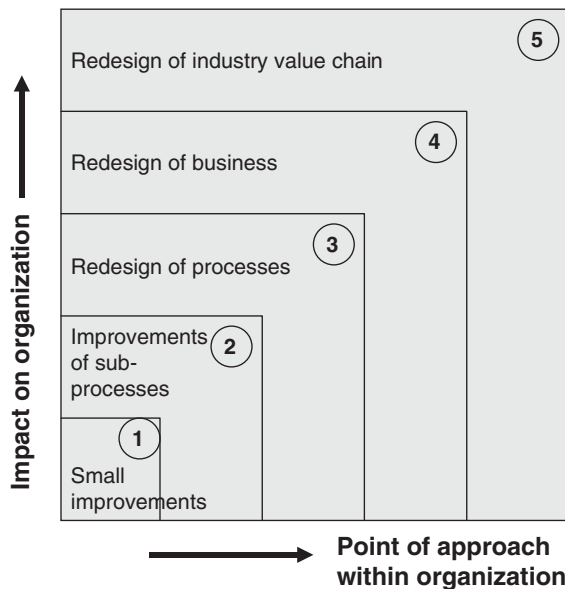 5
Redesign of industry value chain
4
Redesign of business
3
Redesign of processes
2
Improvements
of sub-
processes
1
Small
improvements
Impact on organization
Point of approach
within organization